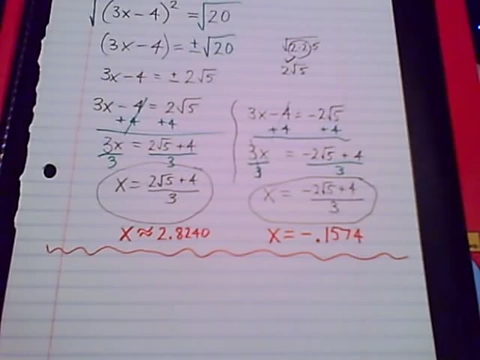 √(3x-4)² = √20
(3x-4) = ±√20
√(2·2)5
2√5
3x-4 = ±2√5
3x-4 = 2√5
+4 +4
3x = 2√5+4
3 3
x = 2√5+4
3
x ≈ 2.8240
3x-4 = -2√5
+4 +4
3x = -2√5+4
3 3
x = -2√5+4
3
x = -.1574